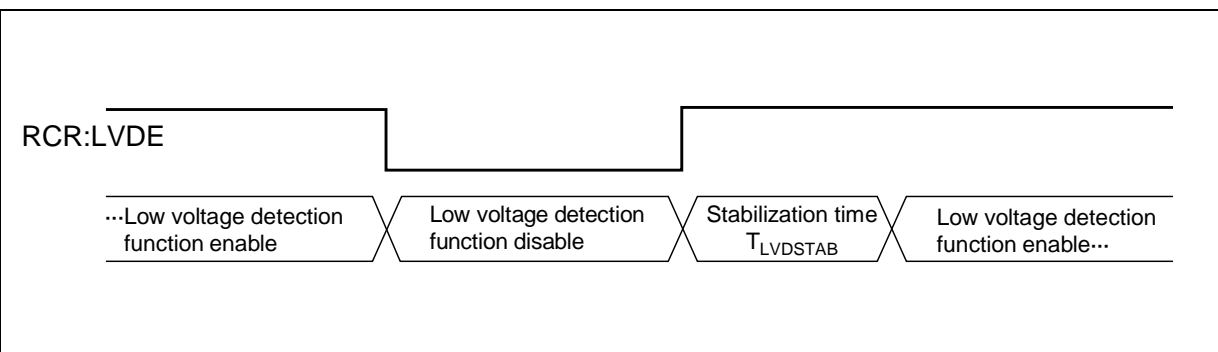 RCR:LVDE
···Low voltage detection
function enable
Low voltage detection
function disable
Stabilization time
TLVDSTAB
Low voltage detection
function enable···